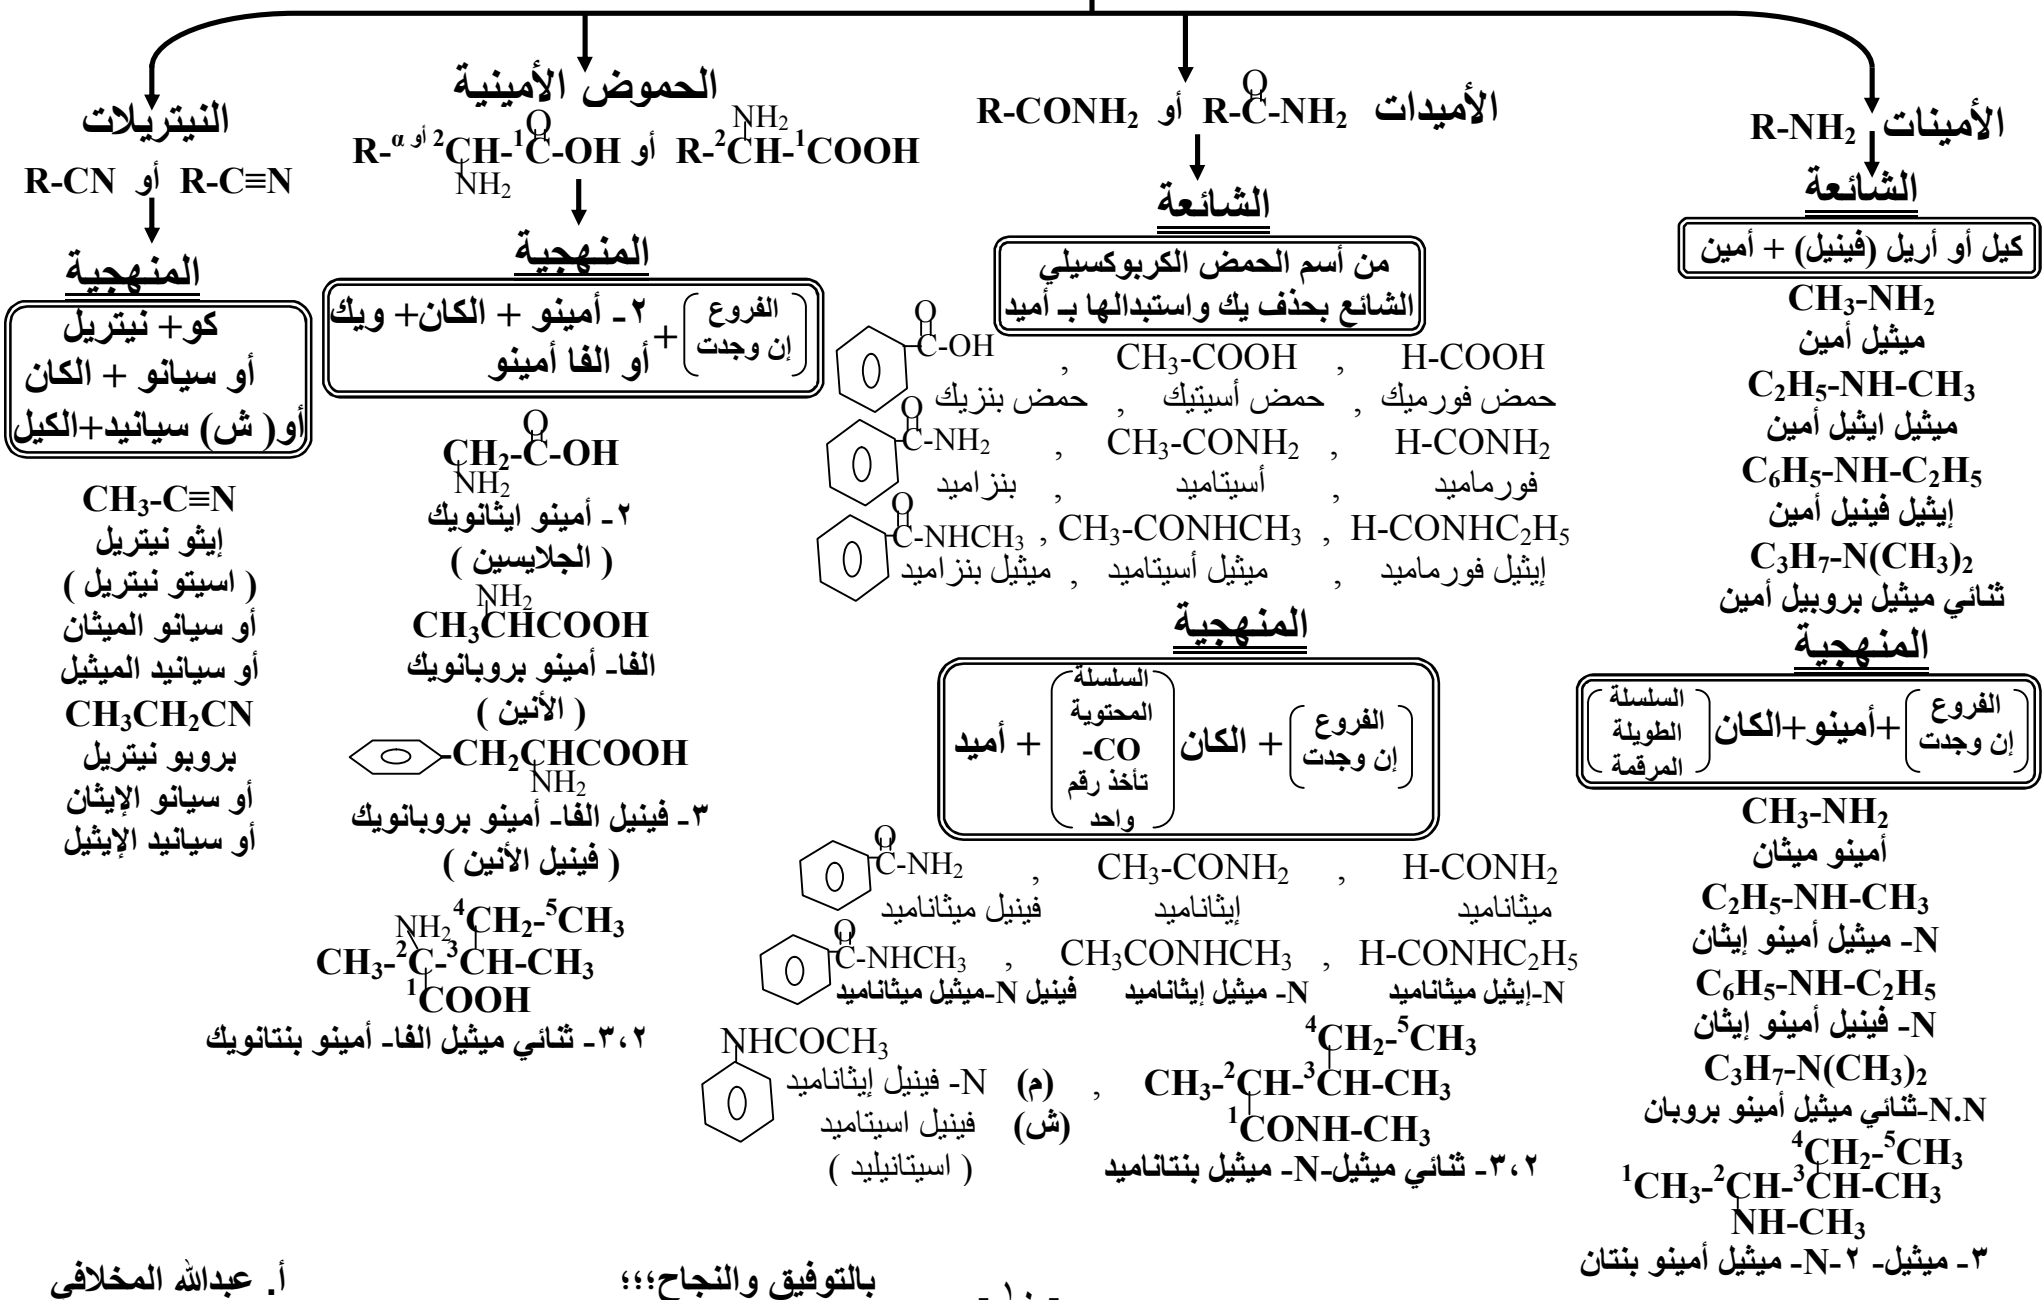 الأمينات R-NH₂
الشائعة
كيل أو أريل (فينيل) + أمين
CH₃-NH₂
ميثيل أمين
C₂H₅-NH-CH₃
ميثيل ايثيل أمين
C₆H₅-NH-C₂H₅
إيثيل فينيل أمين
C₃H₇-N(CH₃)₂
ثنائي ميثيل بروبيل أمين
المنهجية
(الفروع إن وجدت) +أمينو+الكان (السلسلة الطويلة المرقمة)
CH₃-NH₂
أمينو ميثان
C₂H₅-NH-CH₃
N- ميثيل أمينو إيثان
C₆H₅-NH-C₂H₅
N- فينيل أمينو إيثان
C₃H₇-N(CH₃)₂
N.N-ثنائي ميثيل أمينو بروبان
⁴CH₂-⁵CH₃
¹CH₃-²CH-³CH-CH₃
NH-CH₃
٣- ميثيل- ٢-N- ميثيل أمينو بنتان
الأميدات R-C-NH₂ أو R-CONH₂
O
الشائعة
من أسم الحمض الكربوكسيلي
الشائع بحذف يك واستبدالها بـ أميد
H-COOH , CH₃-COOH , C-OH
O
حمض فورميك , حمض أسيتيك , حمض بنزيك
H-CONH₂ , CH₃-CONH₂ , C-NH₂
O
فورماميد , أسيتاميد , بنزاميد
H-CONHC₂H₅ , CH₃-CONHCH₃ , C-NHCH₃
O
إيثيل فورماميد , ميثيل أسيتاميد , ميثيل بنزاميد
المنهجية
(الفروع إن وجدت) + الكان (السلسلة المحتوية -CO تأخذ رقم واحد) + أميد
H-CONH₂ , CH₃-CONH₂ , C-NH₂
O
ميثاناميد إيثاناميد فينيل ميثاناميد
H-CONHC₂H₅ , CH₃CONHCH₃ , C-NHCH₃
O
N-إيثيل ميثاناميد N- ميثيل إيثاناميد فينيل N-ميثيل ميثاناميد
⁴CH₂-⁵CH₃
CH₃-²CH-³CH-CH₃ ,
¹CONH-CH₃
٣،٢- ثنائي ميثيل-N- ميثيل بنتاناميد
NHCOCH₃
(م) N- فينيل إيثاناميد
(ش) فينيل اسيتاميد
( اسيتانيليد )
الحموض الأمينية
NH₂
R-²CH-¹COOH أو R-ᵅ أو ²CH-¹C-OH
O
NH₂
المنهجية
(الفروع إن وجدت) + ٢- أمينو + الكان+ ويك
أو الفا أمينو
O
CH₂-C-OH
NH₂
٢- أمينو ايثانويك
( الجلايسين )
NH₂
CH₃CHCOOH
الفا- أمينو بروبانويك
( الأنين )
-CH₂CHCOOH
NH₂
٣- فينيل الفا- أمينو بروبانويك
( فينيل الأنين )
NH₂ ⁴CH₂-⁵CH₃
CH₃-²C-³CH-CH₃
¹COOH
٣،٢- ثنائي ميثيل الفا- أمينو بنتانويك
النيتريلات
R-C≡N أو R-CN
المنهجية
كو+ نيتريل
أو سيانو + الكان
أو( ش) سيانيد+الكيل
CH₃-C≡N
إيثو نيتريل
( اسيتو نيتريل )
أو سيانو الميثان
أو سيانيد الميثيل
CH₃CH₂CN
بروبو نيتريل
أو سيانو الإيثان
أو سيانيد الإيثيل
بالتوفيق والنجاح؛؛؛
أ. عبدالله المخلافي